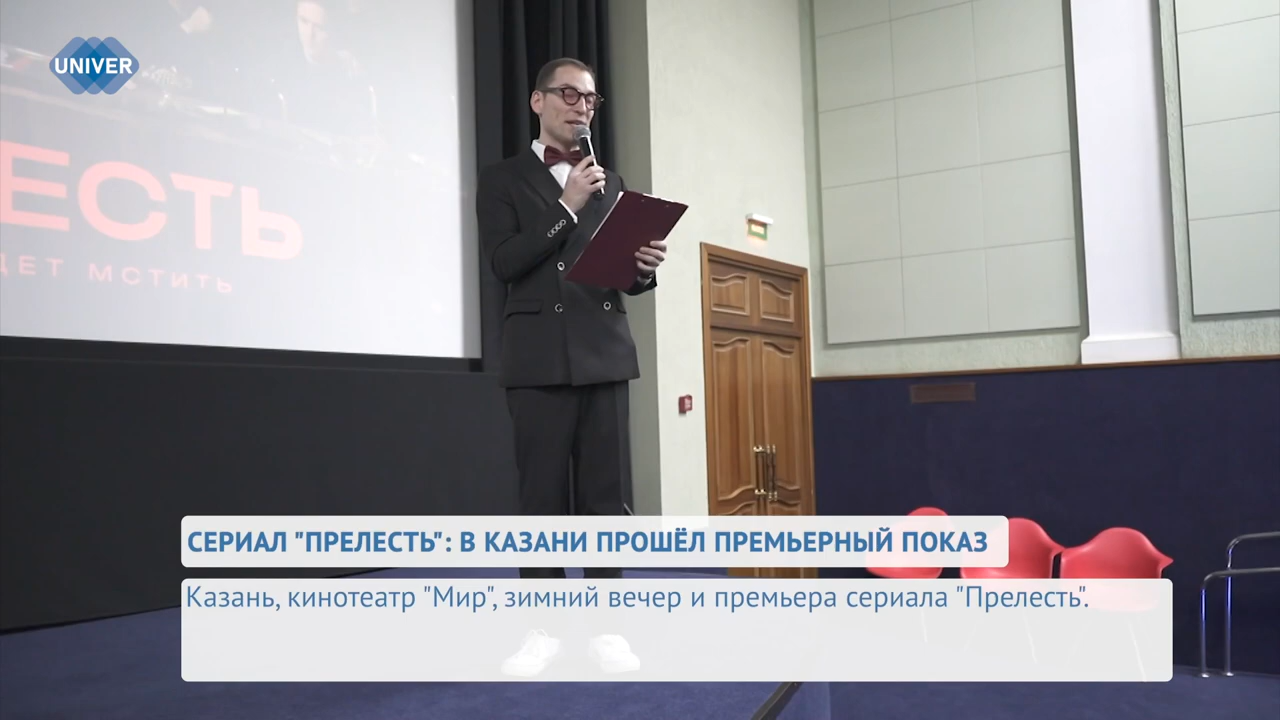 UNIVER
ЕСТЬ
ДЕТ МСТИТЬ
СЕРИАЛ "ПРЕЛЕСТЬ": В КАЗАНИ ПРОШЁЛ ПРЕМЬЕРНЫЙ ПОКАЗ
Казань, кинотеатр "Мир", зимний вечер и премьера сериала "Прелесть".